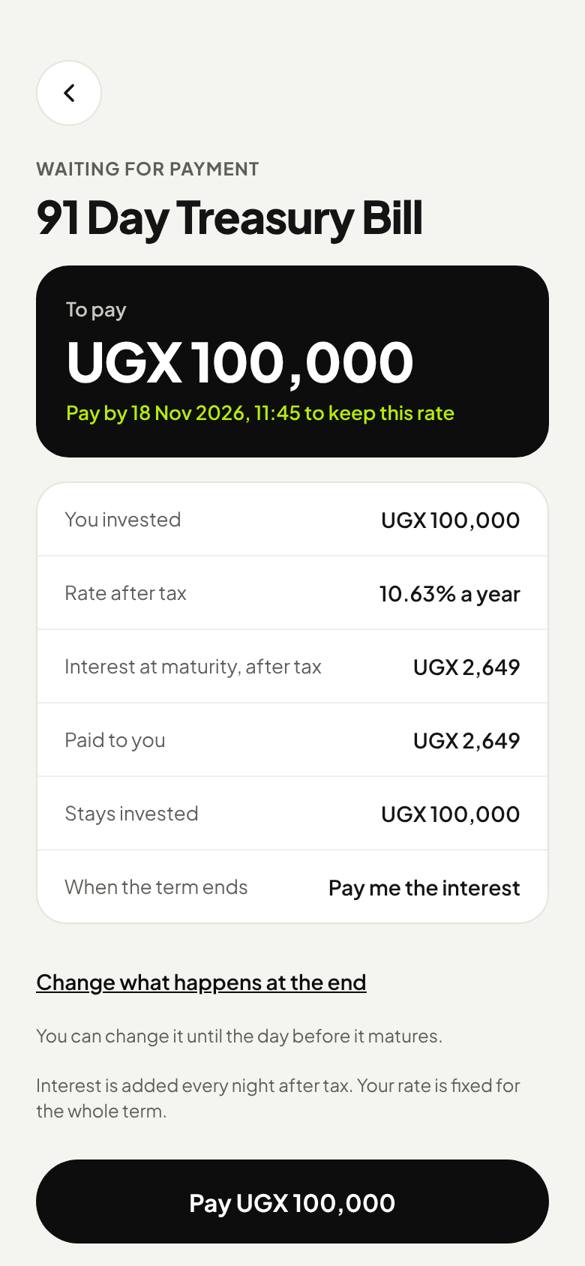 WAITING FOR PAYMENT
91 Day Treasury Bill
To pay
UGX 100,000
Pay by 18 Nov 2026, 11:45 to keep this rate
You invested UGX 100,000
Rate after tax 10.63% a year
Interest at maturity, after tax UGX 2,649
Paid to you UGX 2,649
Stays invested UGX 100,000
When the term ends Pay me the interest
Change what happens at the end
You can change it until the day before it matures.
Interest is added every night after tax. Your rate is fixed for
the whole term.
Pay UGX 100,000